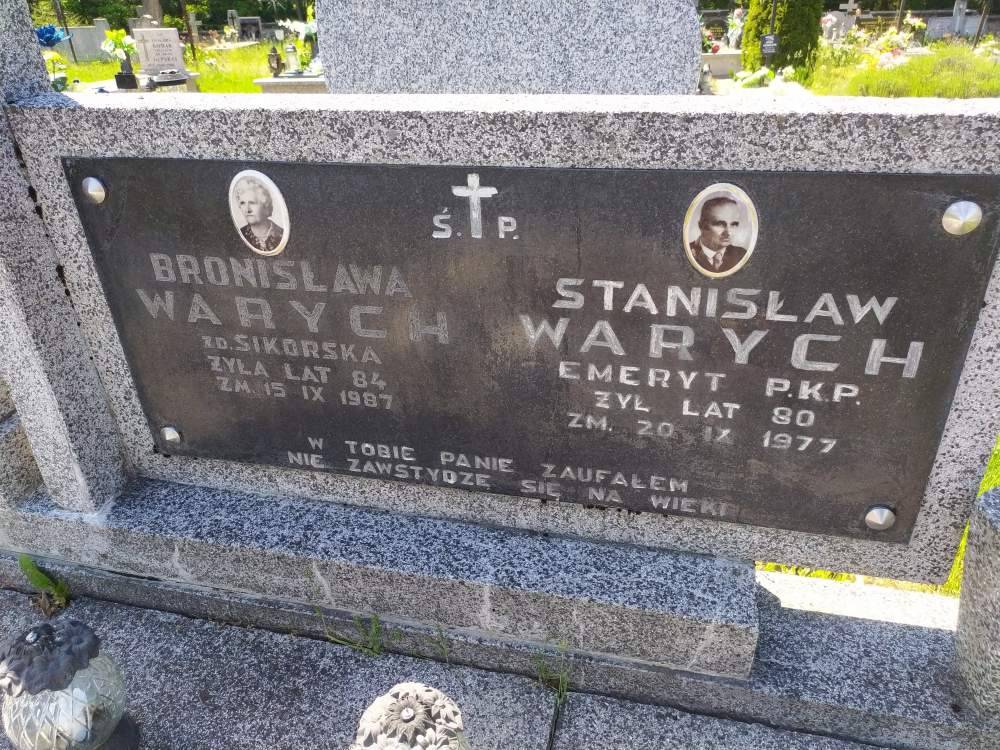 Ś. P.
BRONISŁAWA
WARYCH
ZD. SIKORSKA
ŻYŁA LAT 84
ZM. 15 IX 1987
STANISŁAW
WARYCH
EMERYT P.K.P.
ŻYŁ LAT 80
ZM. 20 IX 1977
W TOBIE PANIE ZAUFAŁEM
NIE ZAWSTYDZĘ SIĘ NA WIEKI